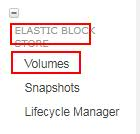 ELASTIC BLOCK
STORE
Volumes
Snapshots
Lifecycle Manager